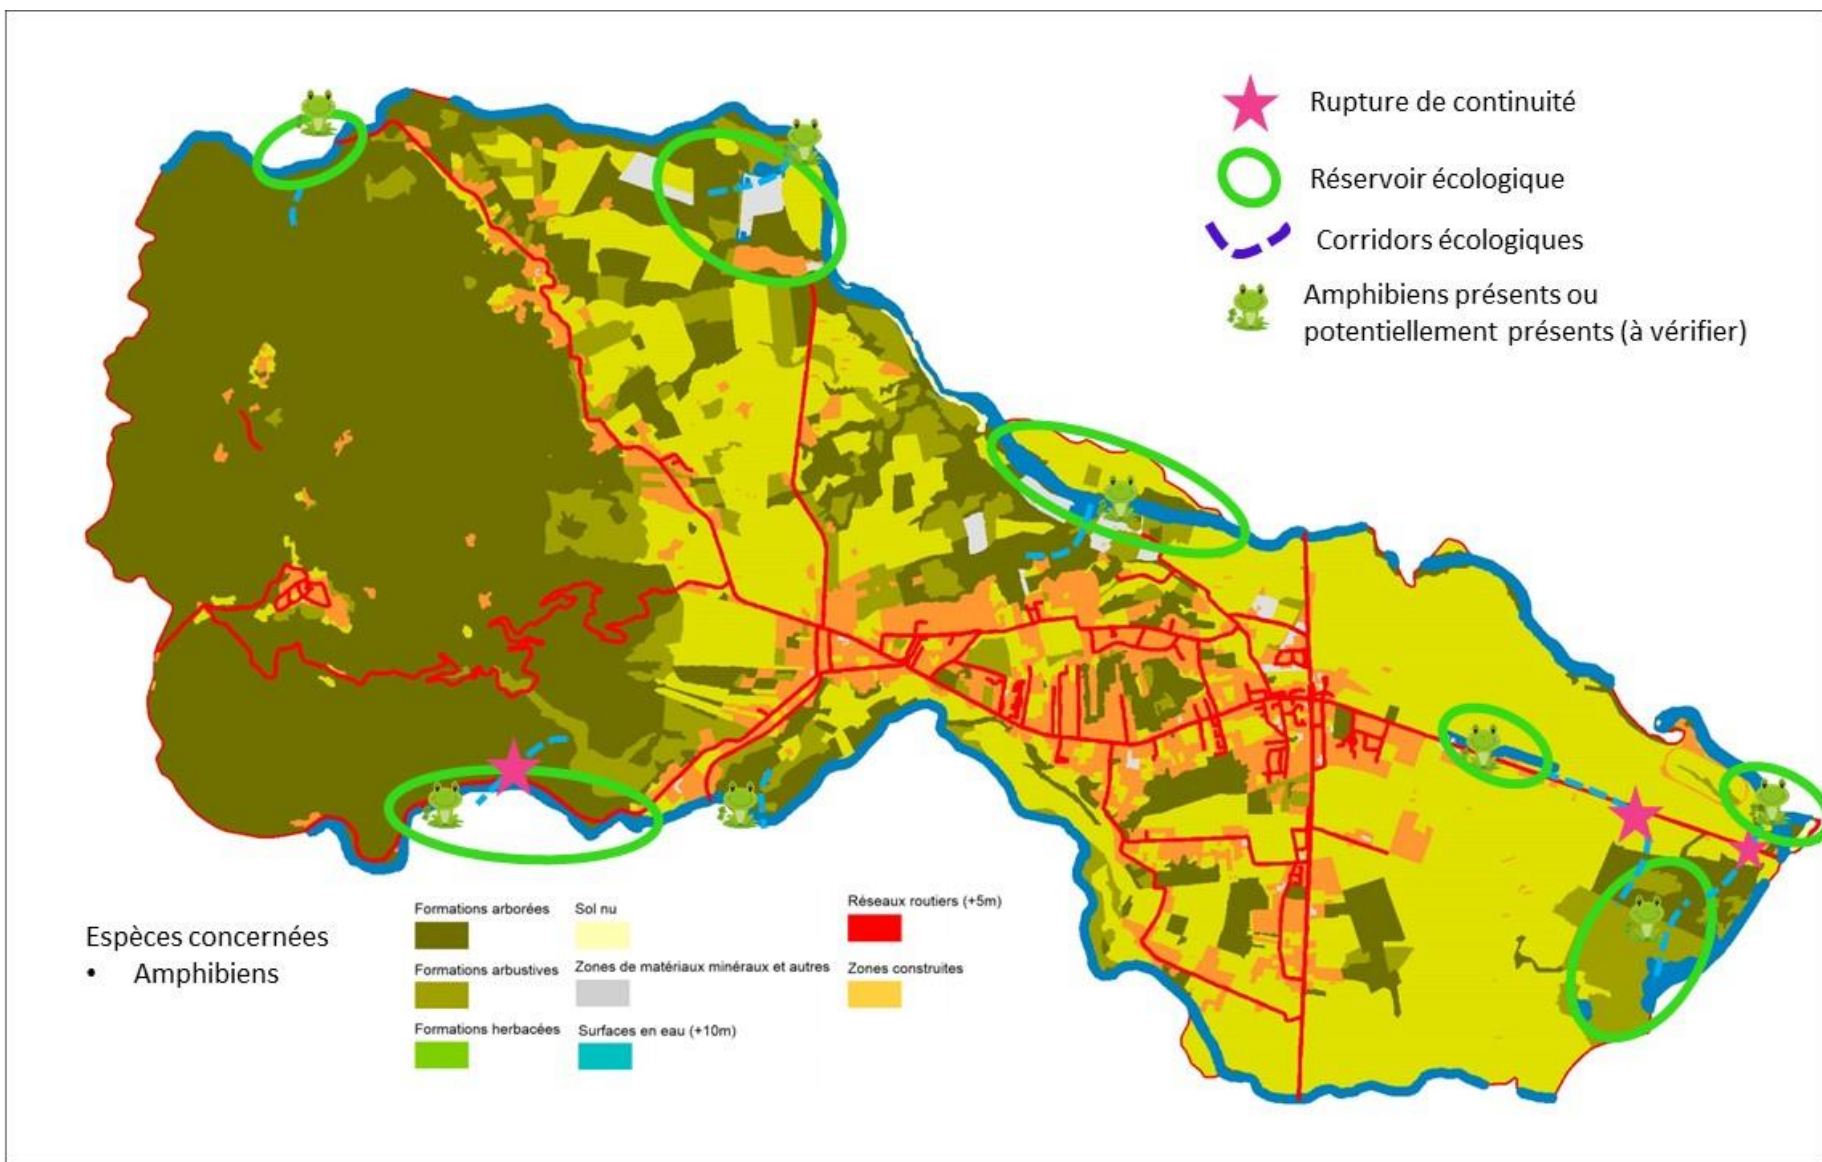 Rupture de continuité
Réservoir écologique
Corridors écologiques
Amphibiens présents ou
potentiellement présents (à vérifier)
Espèces concernées
• Amphibiens
Formations arborées
Formations arbustives
Formations herbacées
Sol nu
Zones de matériaux minéraux et autres
Surfaces en eau (+10m)
Réseaux routiers (+5m)
Zones construites